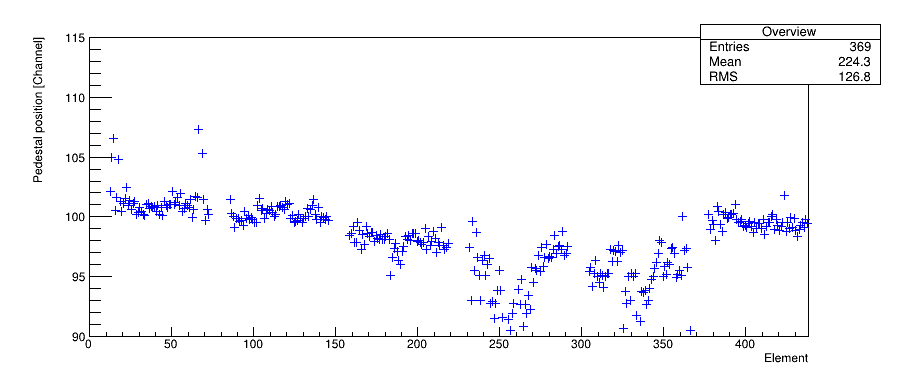 Overview
Entries 369
Mean 224.3
RMS 126.8
Pedestal position [Channel]
115
110
105
100
95
90
0 50 100 150 200 250 300 350 400
Element